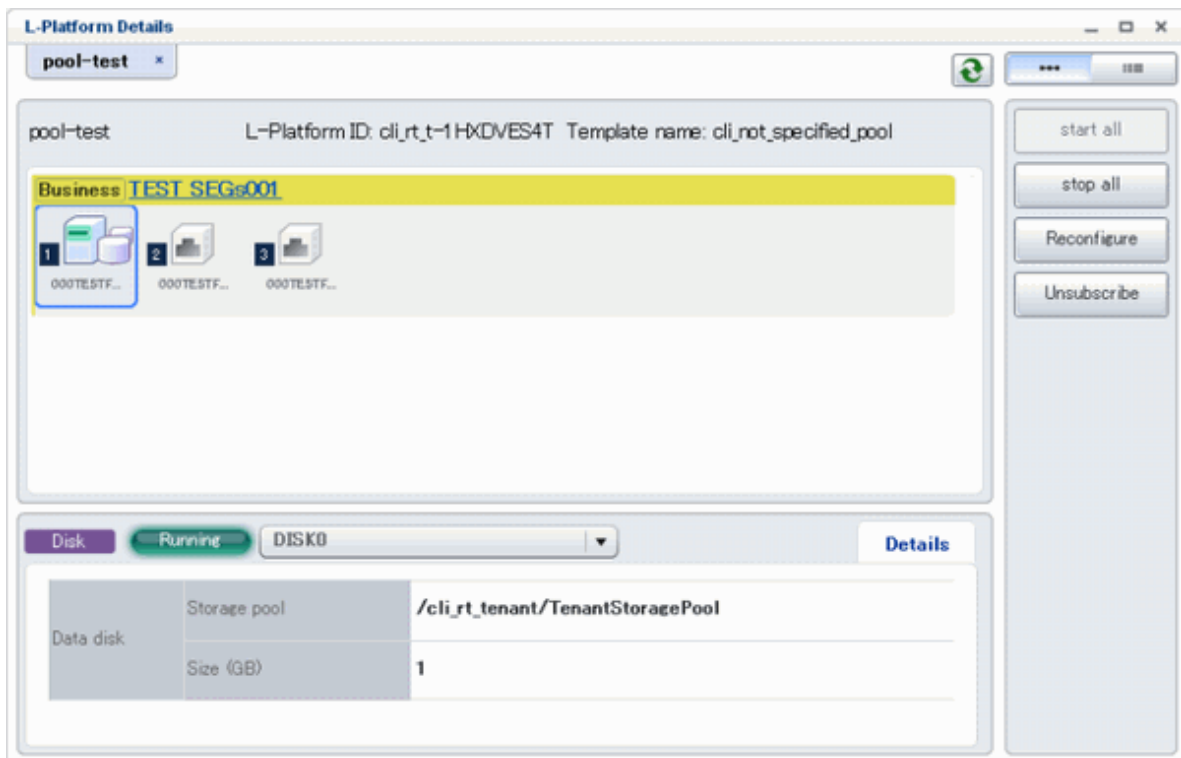 L-Platform Details
pool-test ×
pool-test L-Platform ID: cli_rt_t-1HXDVES4T Template name: cli_not_specified_pool
start all
stop all
Reconfigure
Unsubscribe
Business TEST SEGs001
1 2 3
000TESTF... 000TESTF... 000TESTF...
Disk Running DISK0 Details
Data disk
Storage pool /cli_rt_tenant/TenantStoragePool
Size (GB) 1